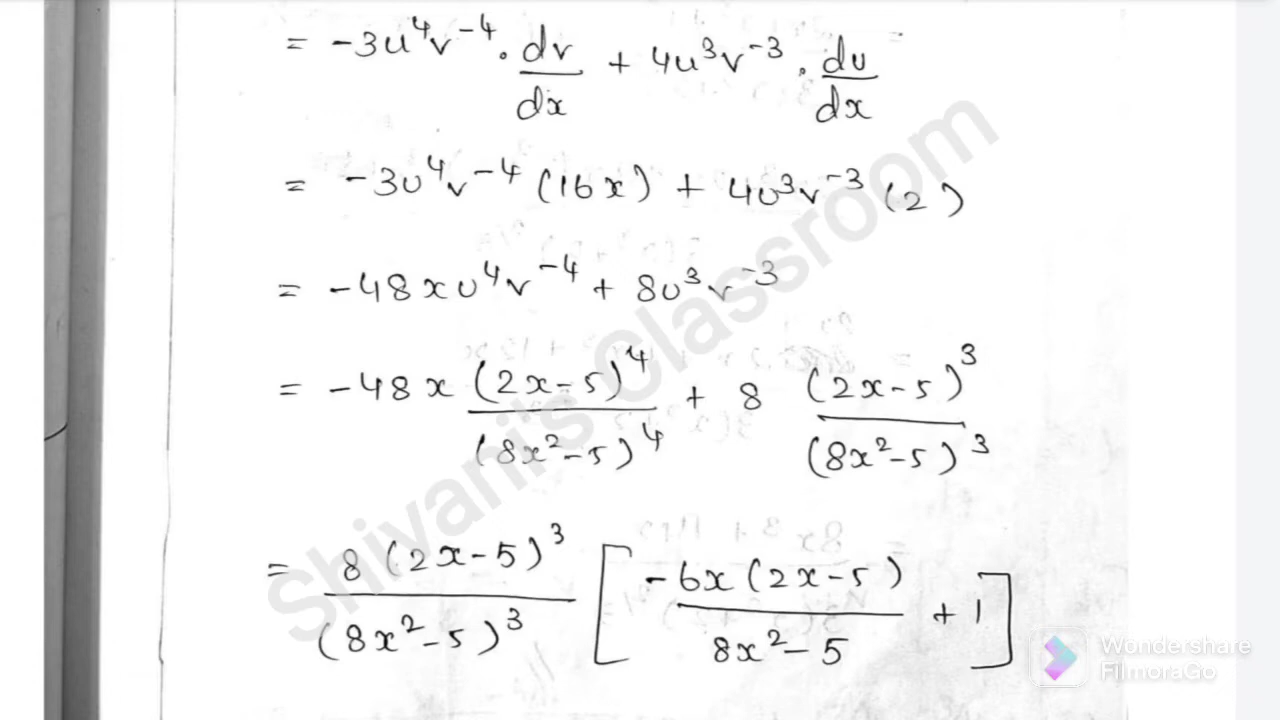 = -3u⁴v⁻⁴ . dv/dx + 4u³v⁻³ . du/dx
= -3u⁴v⁻⁴ (16x) + 4u³v⁻³ (2)
= -48xu⁴v⁻⁴ + 8u³v⁻³
= -48x (2x-5)⁴/(8x²-5)⁴ + 8 (2x-5)³/(8x²-5)³
= 8(2x-5)³/(8x²-5)³ [-6x(2x-5)/8x²-5 + 1]
Shivani's Classroom
Wondershare
FilmoraGo